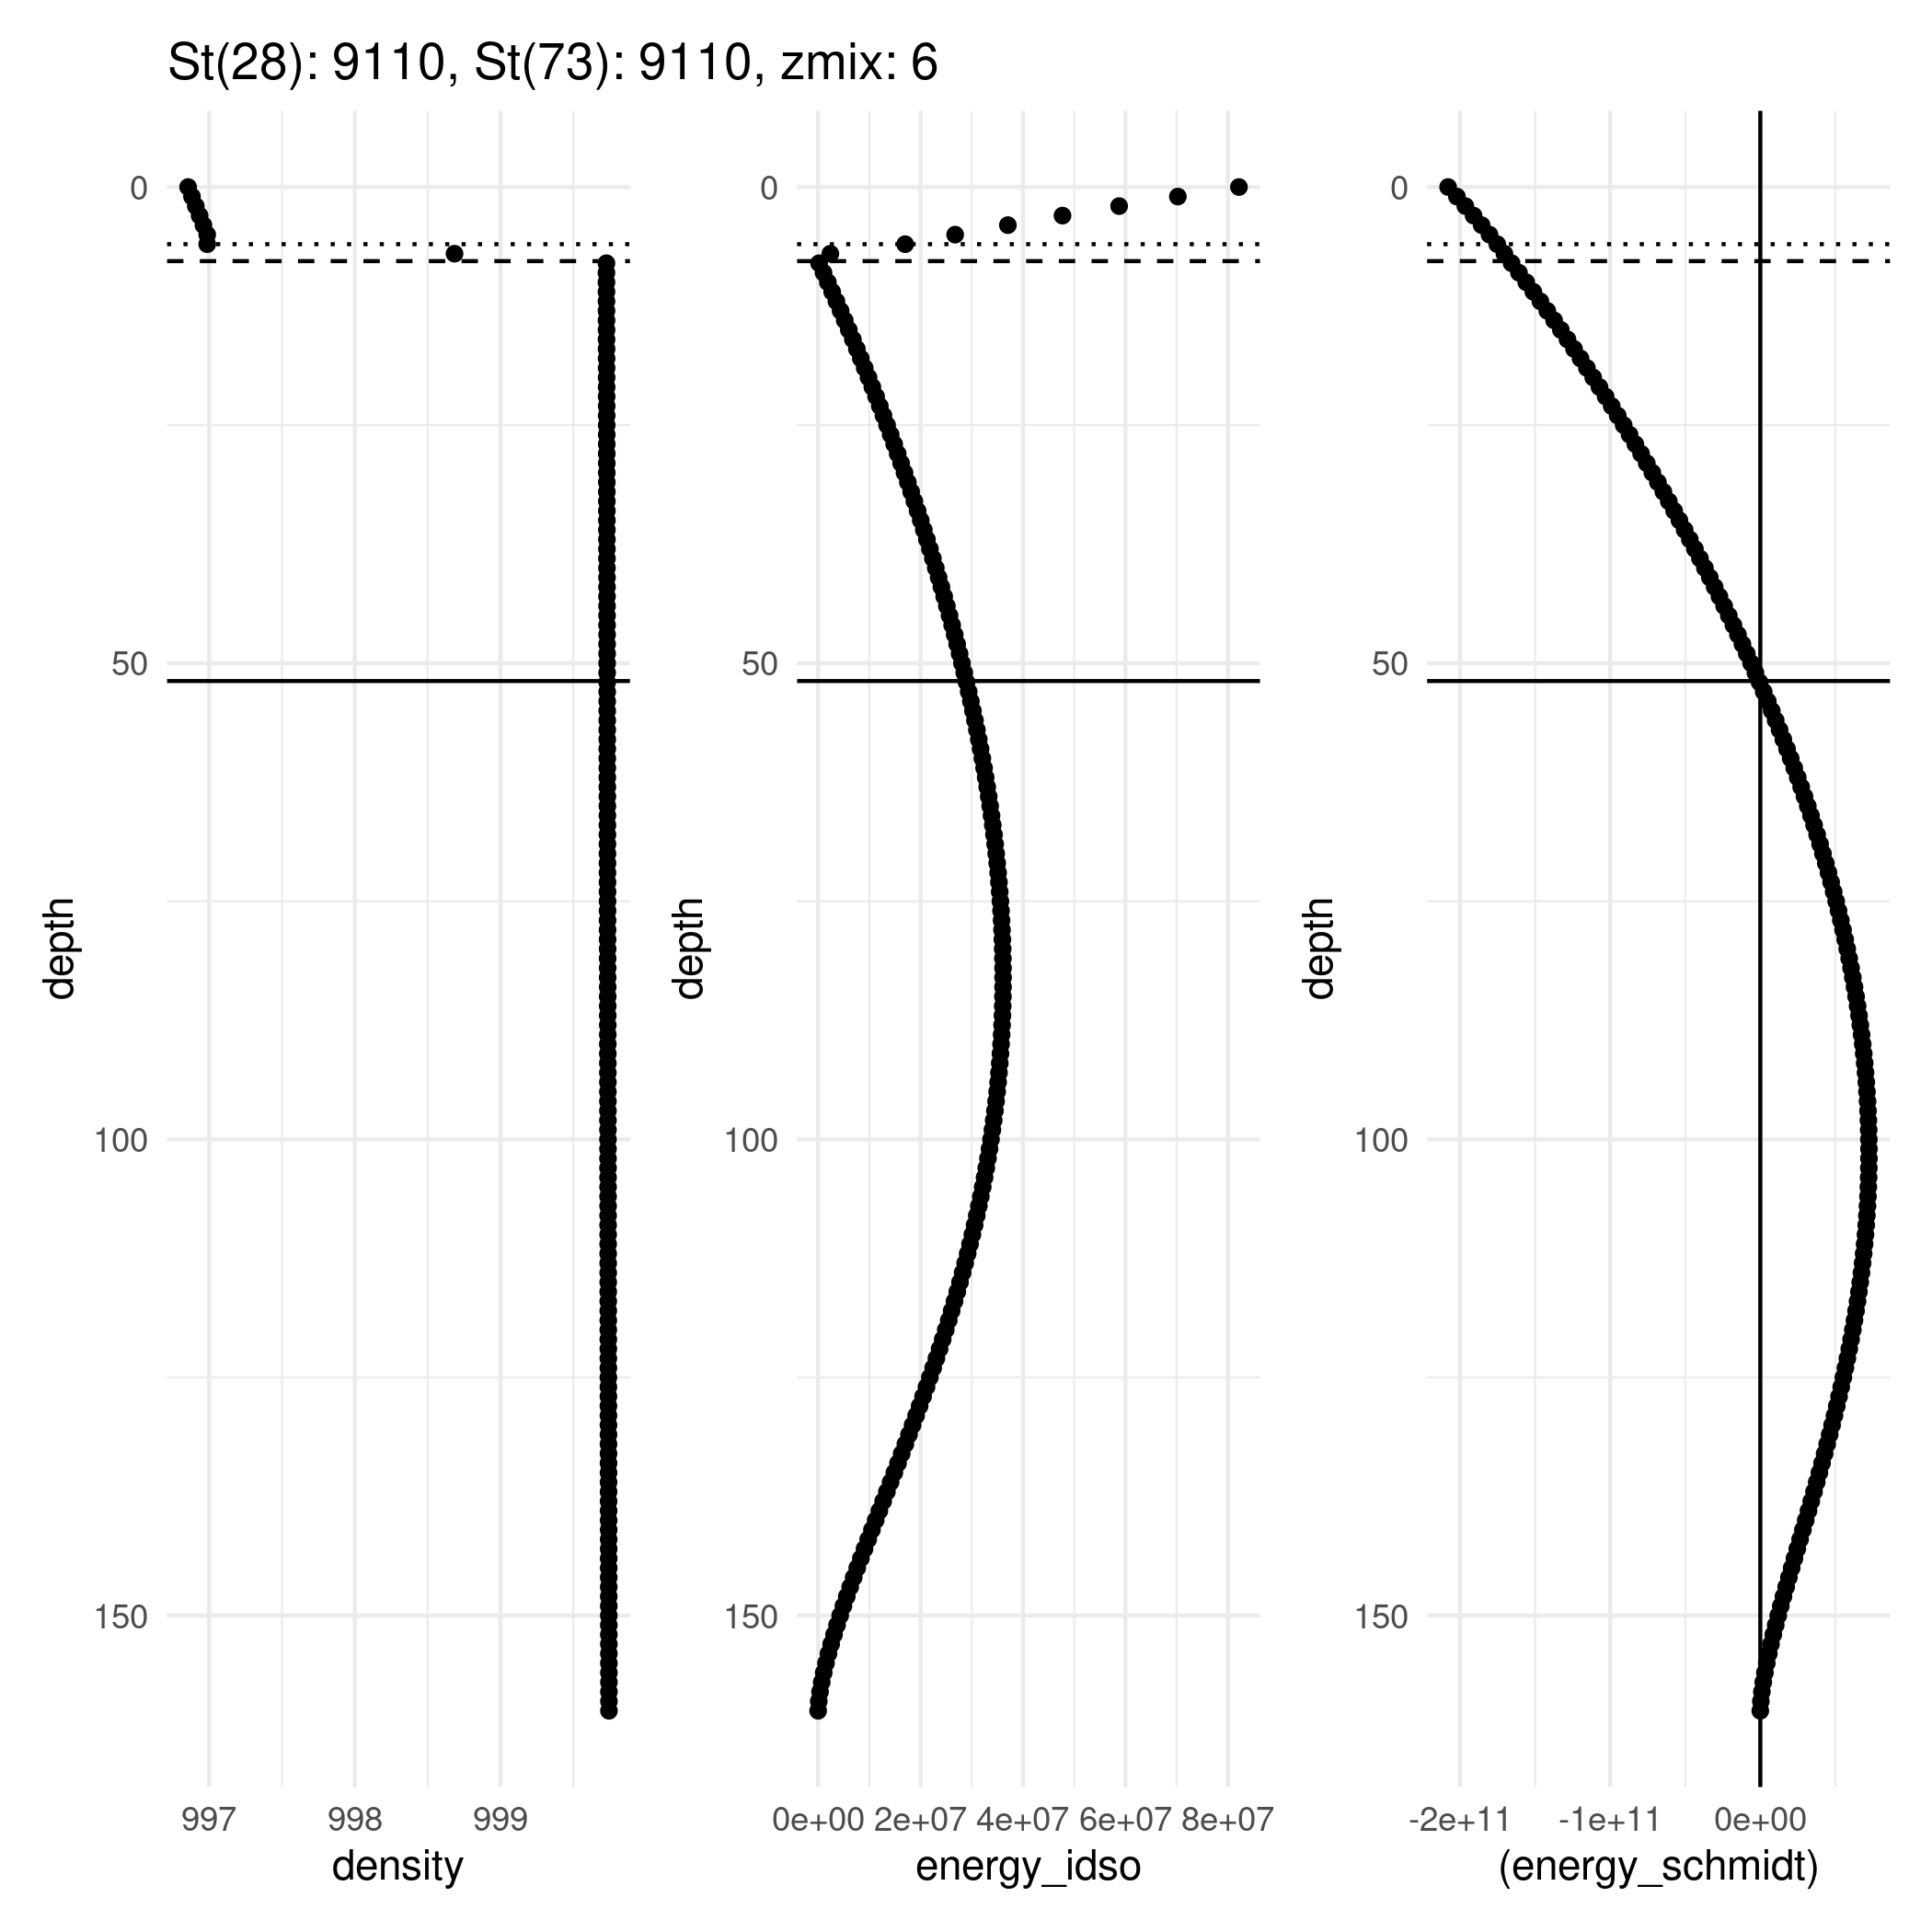 St(28): 9110, St(73): 9110, zmix: 6
0
50
100
150
depth
997 998 999
density
0
50
100
150
depth
0e+00 2e+07 4e+07 6e+07 8e+07
energy_idso
0
50
100
150
depth
-2e+11 -1e+11 0e+00
(energy_schmidt)